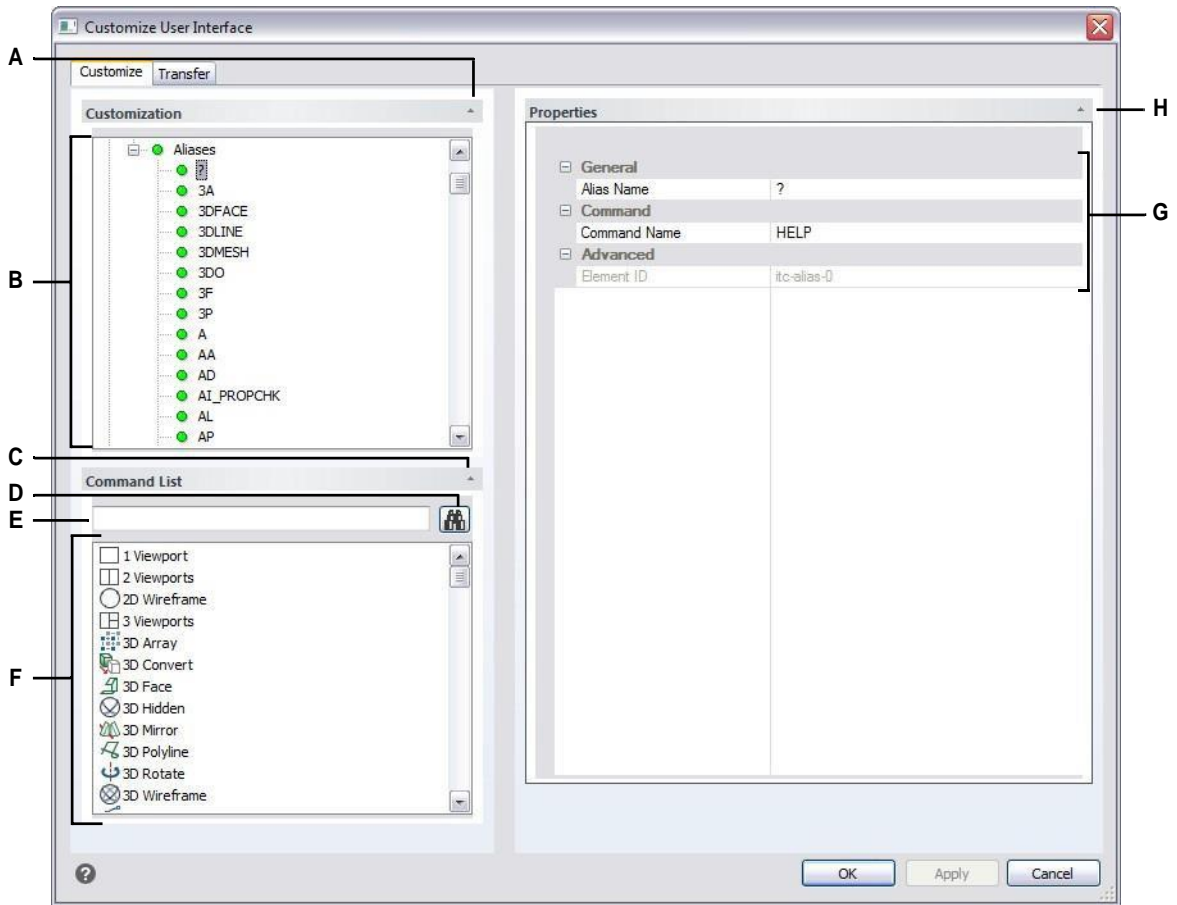 Customize User Interface
A
Customize Transfer
Customization
Properties
H
Aliases
?
3A
3DFACE
3DLINE
3DMESH
3DO
3F
3P
A
AA
AD
AI_PROPCHK
AL
AP
B
General
Alias Name ?
Command
Command Name HELP
Advanced
Element ID itc-alias-0
G
C
Command List
D
E
1 Viewport
2 Viewports
2D Wireframe
3 Viewports
3D Array
3D Convert
3D Face
3D Hidden
3D Mirror
3D Polyline
3D Rotate
3D Wireframe
F
?
OK Apply Cancel